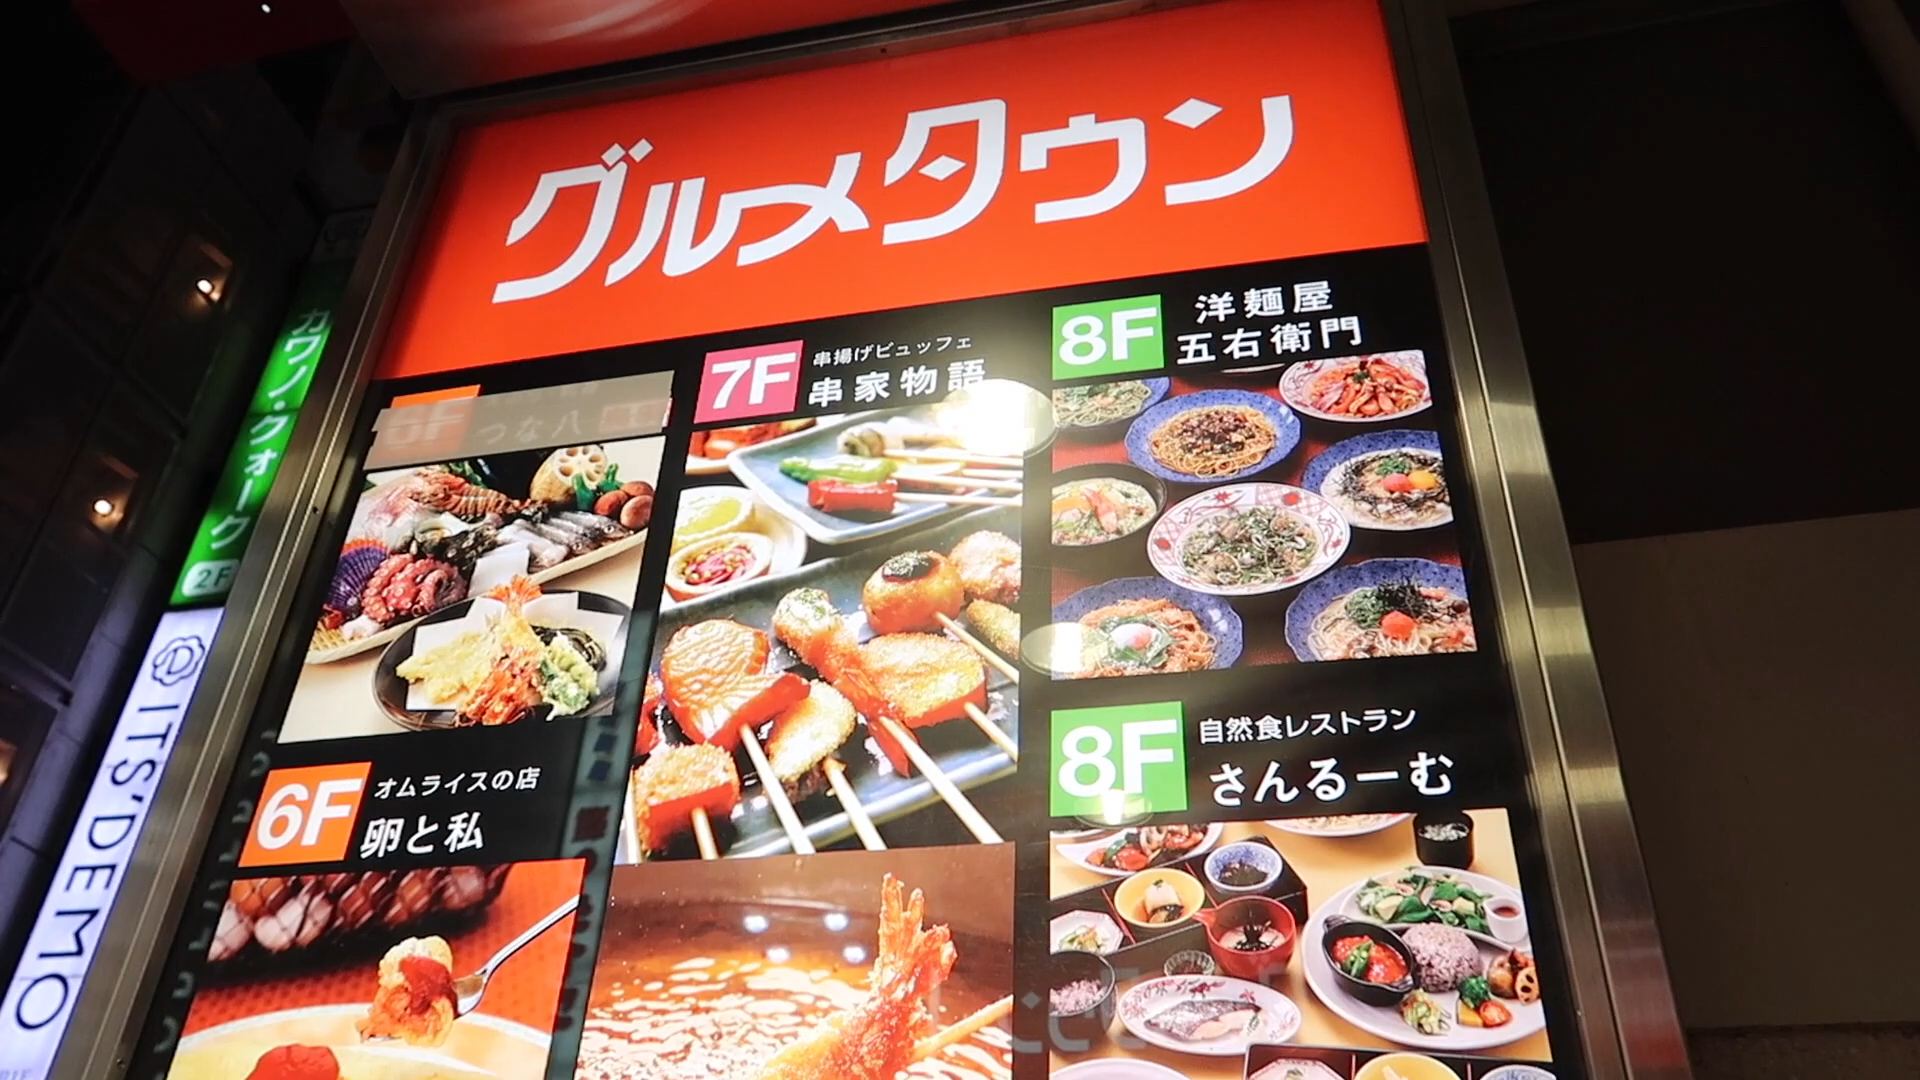 グルメタウン
6F つな八
7F 串揚げビュッフェ
串家物語
8F 洋麺屋
五右衛門
6F オムライスの店
卵と私
8F 自然食レストラン
さんるーむ
カワノ・クオーク
2F
ITS'DEMO